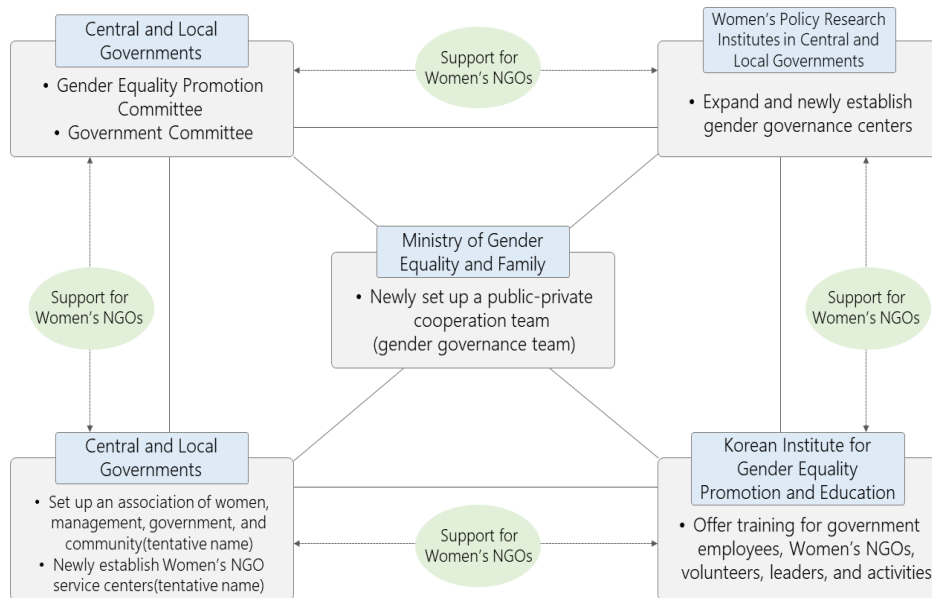 Central and Local
Governments
• Gender Equality Promotion
Committee
• Government Committee
Support for
Women's NGOs
Women's Policy Research
Institutes in Central and
Local Governments
• Expand and newly establish
gender governance centers
Support for
Women's NGOs
Ministry of Gender
Equality and Family
• Newly set up a public-private
cooperation team
(gender governance team)
Support for
Women's NGOs
Central and Local
Governments
• Set up an association of women,
management, government, and
community(tentative name)
• Newly establish Women's NGO
service centers(tentative name)
Support for
Women's NGOs
Korean Institute for
Gender Equality
Promotion and Education
• Offer training for government
employees, Women's NGOs,
volunteers, leaders, and activities